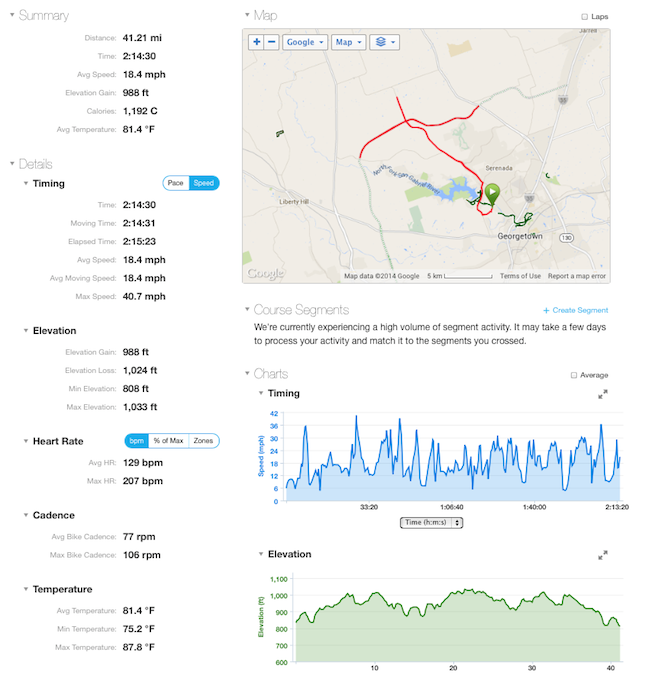 Summary
Distance: 41.21 mi
Time: 2:14:30
Avg Speed: 18.4 mph
Elevation Gain: 988 ft
Calories: 1,192 C
Avg Temperature: 81.4 °F
Details
Timing
Pace Speed
Time: 2:14:30
Moving Time: 2:14:31
Elapsed Time: 2:15:23
Avg Speed: 18.4 mph
Avg Moving Speed: 18.4 mph
Max Speed: 40.7 mph
Elevation
Elevation Gain: 988 ft
Elevation Loss: 1,024 ft
Min Elevation: 808 ft
Max Elevation: 1,033 ft
Heart Rate
bpm % of Max Zones
Avg HR: 129 bpm
Max HR: 207 bpm
Cadence
Avg Bike Cadence: 77 rpm
Max Bike Cadence: 106 rpm
Temperature
Avg Temperature: 81.4 °F
Min Temperature: 75.2 °F
Max Temperature: 87.8 °F
Map
Laps
Google
Map
Jarrell
35
Serenada
Liberty Hill
Georgetown
130
Google
Map data ©2014 Google 5 km Terms of Use Report a map error
Course Segments
+ Create Segment
We're currently experiencing a high volume of segment activity. It may take a few days
to process your activity and match it to the segments you crossed.
Charts
Average
Timing
Speed (mph)
42
36
30
24
18
12
6
0
33:20 1:06:40 1:40:00 2:13:20
Time (h:m:s)
Elevation
Elevation (ft)
1,100
1,000
900
800
700
600
10 20 30 40